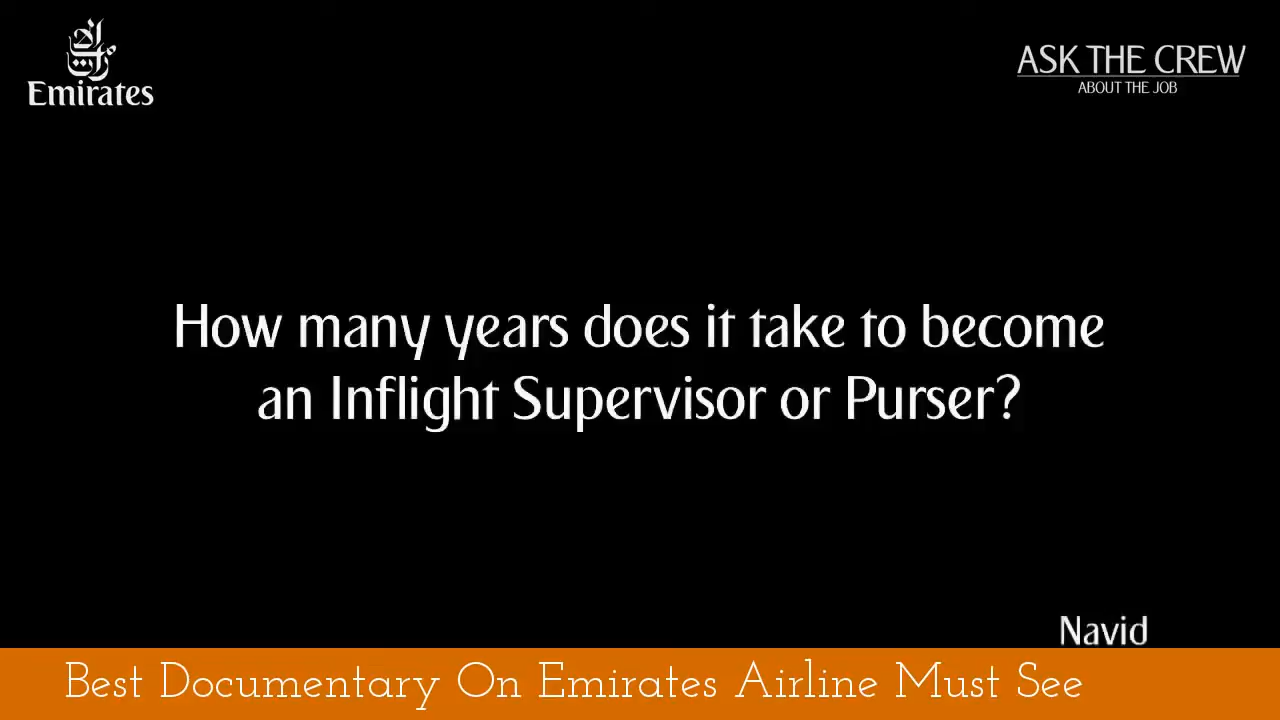 الإمارات
Emirates
ASK THE CREW
ABOUT THE JOB
How many years does it take to become
an Inflight Supervisor or Purser?
Navid
Best Documentary On Emirates Airline Must See